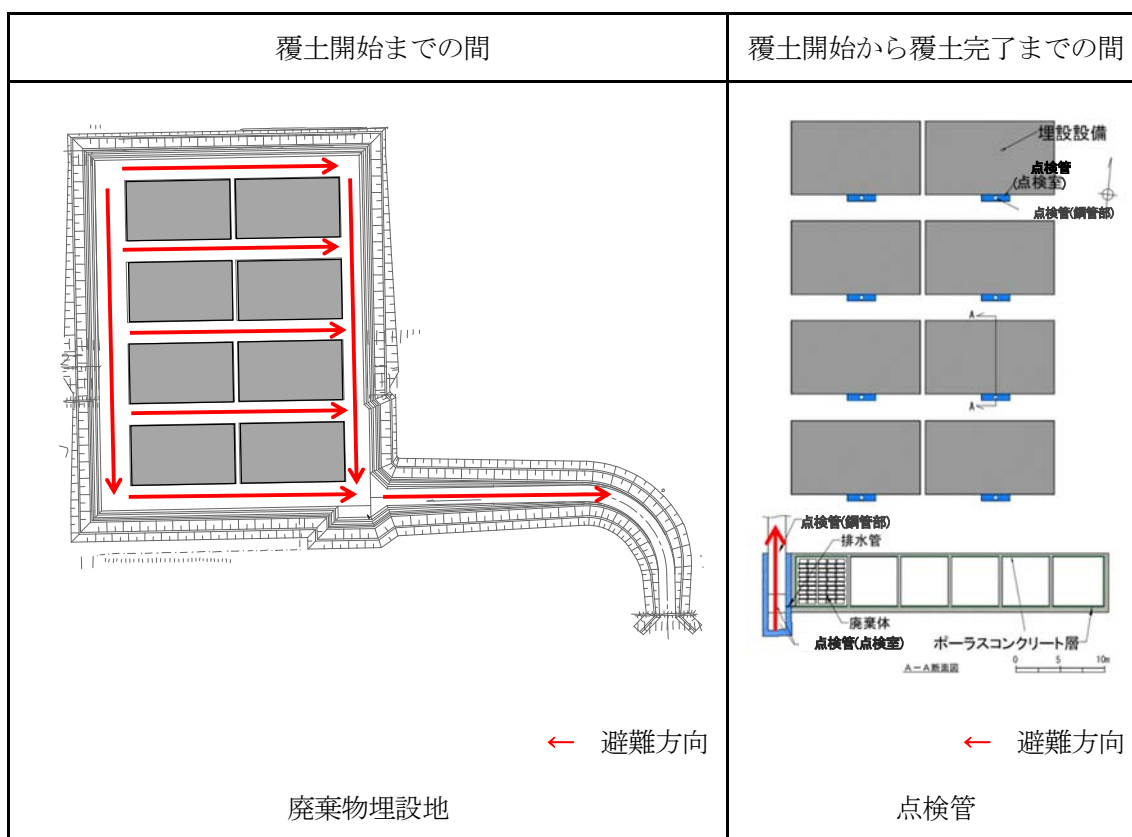 覆土開始までの間
覆土開始から覆土完了までの間
埋設設備
点検管
(点検室)
点検管(鋼管部)
A
A
点検管(鋼管部)
排水管
廃棄体
点検管(点検室)
ポーラスコンクリート層
A-A断面図
0 5 10m
← 避難方向
← 避難方向
廃棄物埋設地
点検管